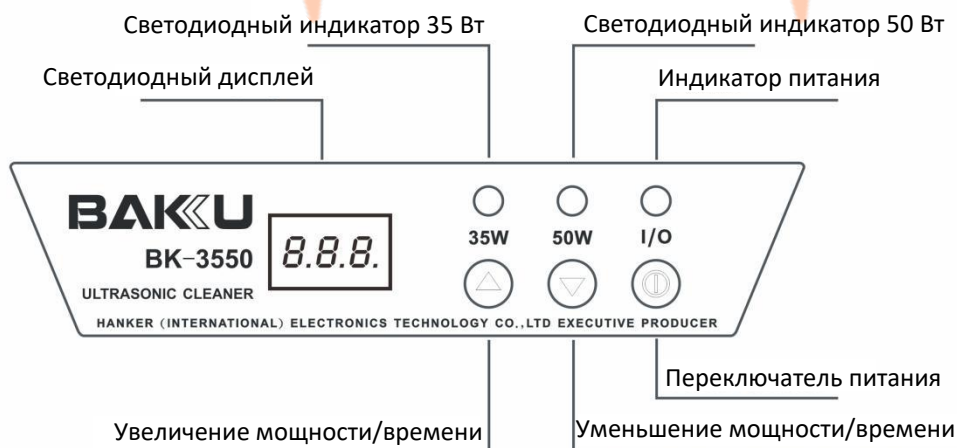 Светодиодный индикатор 35 Вт
Светодиодный индикатор 50 Вт
Светодиодный дисплей
Индикатор питания
BAKU
BK-3550
ULTRASONIC CLEANER
8.8.8.
35W
50W
I/O
HANKER (INTERNATIONAL) ELECTRONICS TECHNOLOGY CO.,LTD EXECUTIVE PRODUCER
Переключатель питания
Увеличение мощности/времени
Уменьшение мощности/времени